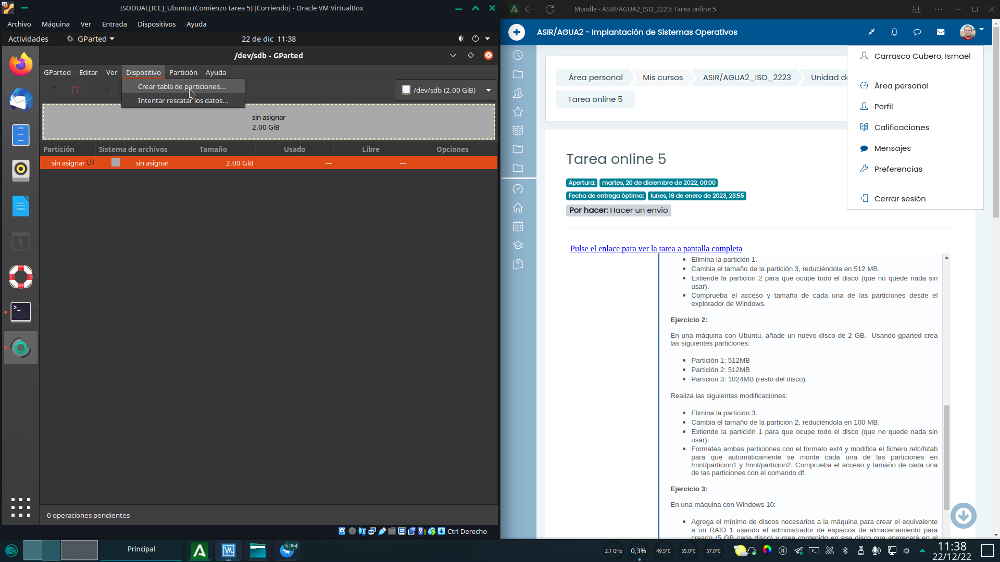 ISODUAL[ICC]_Ubuntu (Comienzo tarea 5) [Corriendo] - Oracle VM VirtualBox
Archivo Máquina Ver Entrada Dispositivos Ayuda
Actividades GParted 22 de dic 11:38
/dev/sdb - GParted
GParted Editar Ver Dispositivo Partición Ayuda
Crear tabla de particiones...
Intentar rescatar los datos...
/dev/sdb (2.00 GiB)
sin asignar
2.00 GiB
Partición Sistema de archivos Tamaño Usado Libre Opciones
sin asignar sin asignar 2.00 GiB --- ---
0 operaciones pendientes
Ctrl Derecho
Moodle - ASIR/AGUA2_ISO_2223: Tarea online 5
ASIR/AGUA2 - Implantación de Sistemas Operativos
Área personal Mis cursos ASIR/AGUA2_ISO_2223 Unidad de
Tarea online 5
Carrasco Cubero, Ismael
Área personal
Perfil
Calificaciones
Mensajes
Preferencias
Cerrar sesión
Tarea online 5
Apertura: martes, 20 de diciembre de 2022, 00:00
Fecha de entrega óptima: lunes, 16 de enero de 2023, 23:55
Por hacer: Hacer un envío
Pulse el enlace para ver la tarea a pantalla completa
Elimina la partición 1.
Cambia el tamaño de la partición 3, reduciéndola en 512 MB.
Extiende la partición 2 para que ocupe todo el disco (que no quede nada sin
usar).
Comprueba el acceso y tamaño de cada una de las particiones desde el
explorador de Windows.
Ejercicio 2:
En una máquina con Ubuntu, añade un nuevo disco de 2 GB. Usando gparted crea
las siguientes particiones:
Partición 1: 512MB
Partición 2: 512MB
Partición 3: 1024MB (resto del disco).
Realiza las siguientes modificaciones:
Elimina la partición 3.
Cambia el tamaño de la partición 2, reduciéndola en 100 MB.
Extiende la partición 1 para que ocupe todo el disco (que no quede nada sin
usar).
Formatea ambas particiones con el formato ext4 y modifica el fichero /etc/fstab
para que automáticamente se monte cada una de las particiones en
/mnt/particion1 y /mnt/particion2. Comprueba el acceso y tamaño de cada una
de las particiones con el comando df.
Ejercicio 3:
En una máquina con Windows 10:
Agrega el mínimo de discos necesarios a la máquina para crear el equivalente
a un RAID 1 usando el administrador de espacios de almacenamiento para
crearlo (5 GB cada disco) y crea contenido en ese disco que aparecerá en el
Principal
6.064
2,1 GHz 0,3% 49,5°C 55,0°C 57,0°C
11:38
22/12/22